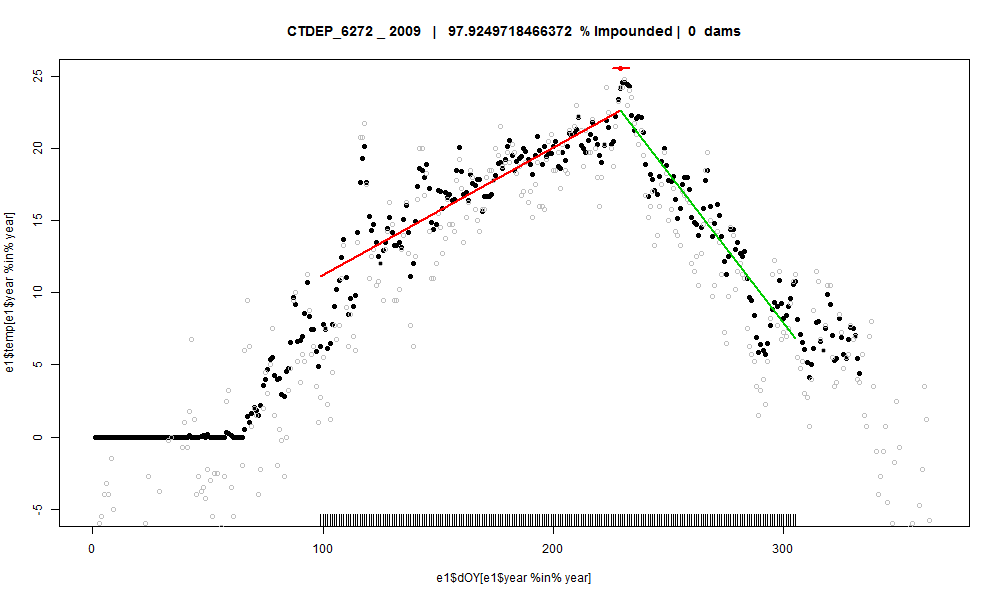 CTDEP_6272 _ 2009 | 97.9249718466372 % Impounded | 0 dams
25
20
15
10
5
0
-5
e1$temp[e1$year %in% year]
0 100 200 300
e1$dOY[e1$year %in% year]